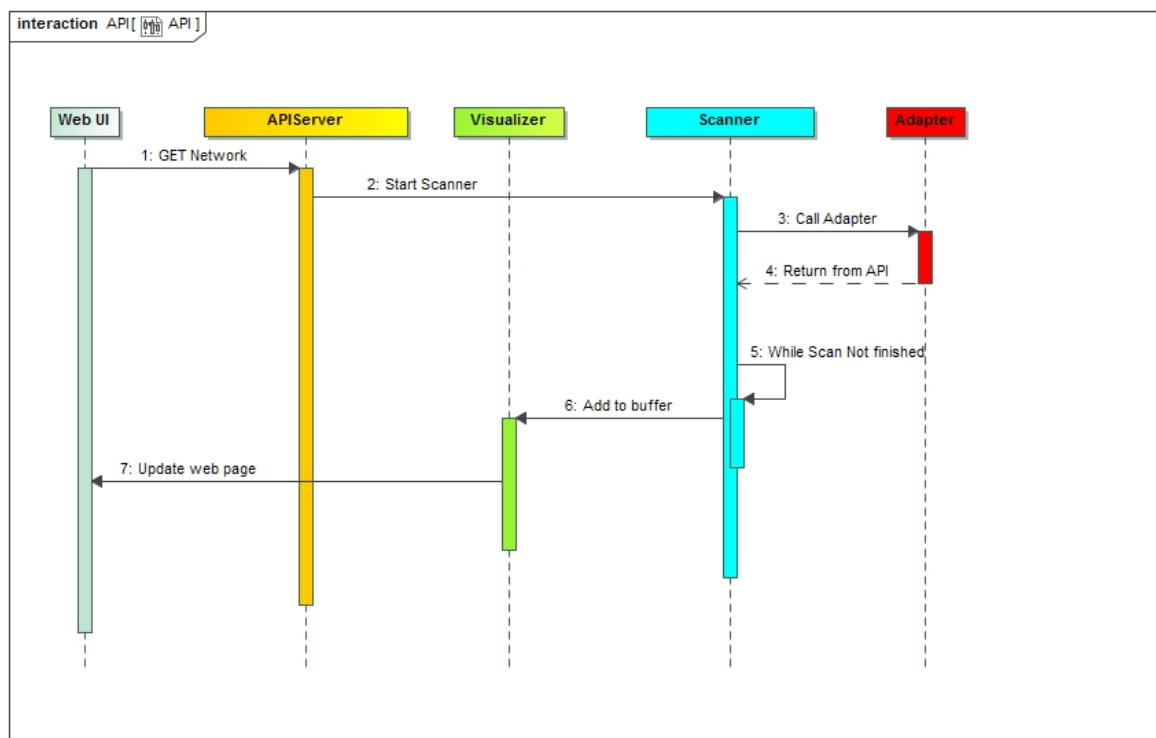 interaction API[ API ]
Web UI
APIServer
Visualizer
Scanner
Adapter
1: GET Network
2: Start Scanner
3: Call Adapter
4: Return from API
5: While Scan Not finished
6: Add to buffer
7: Update web page